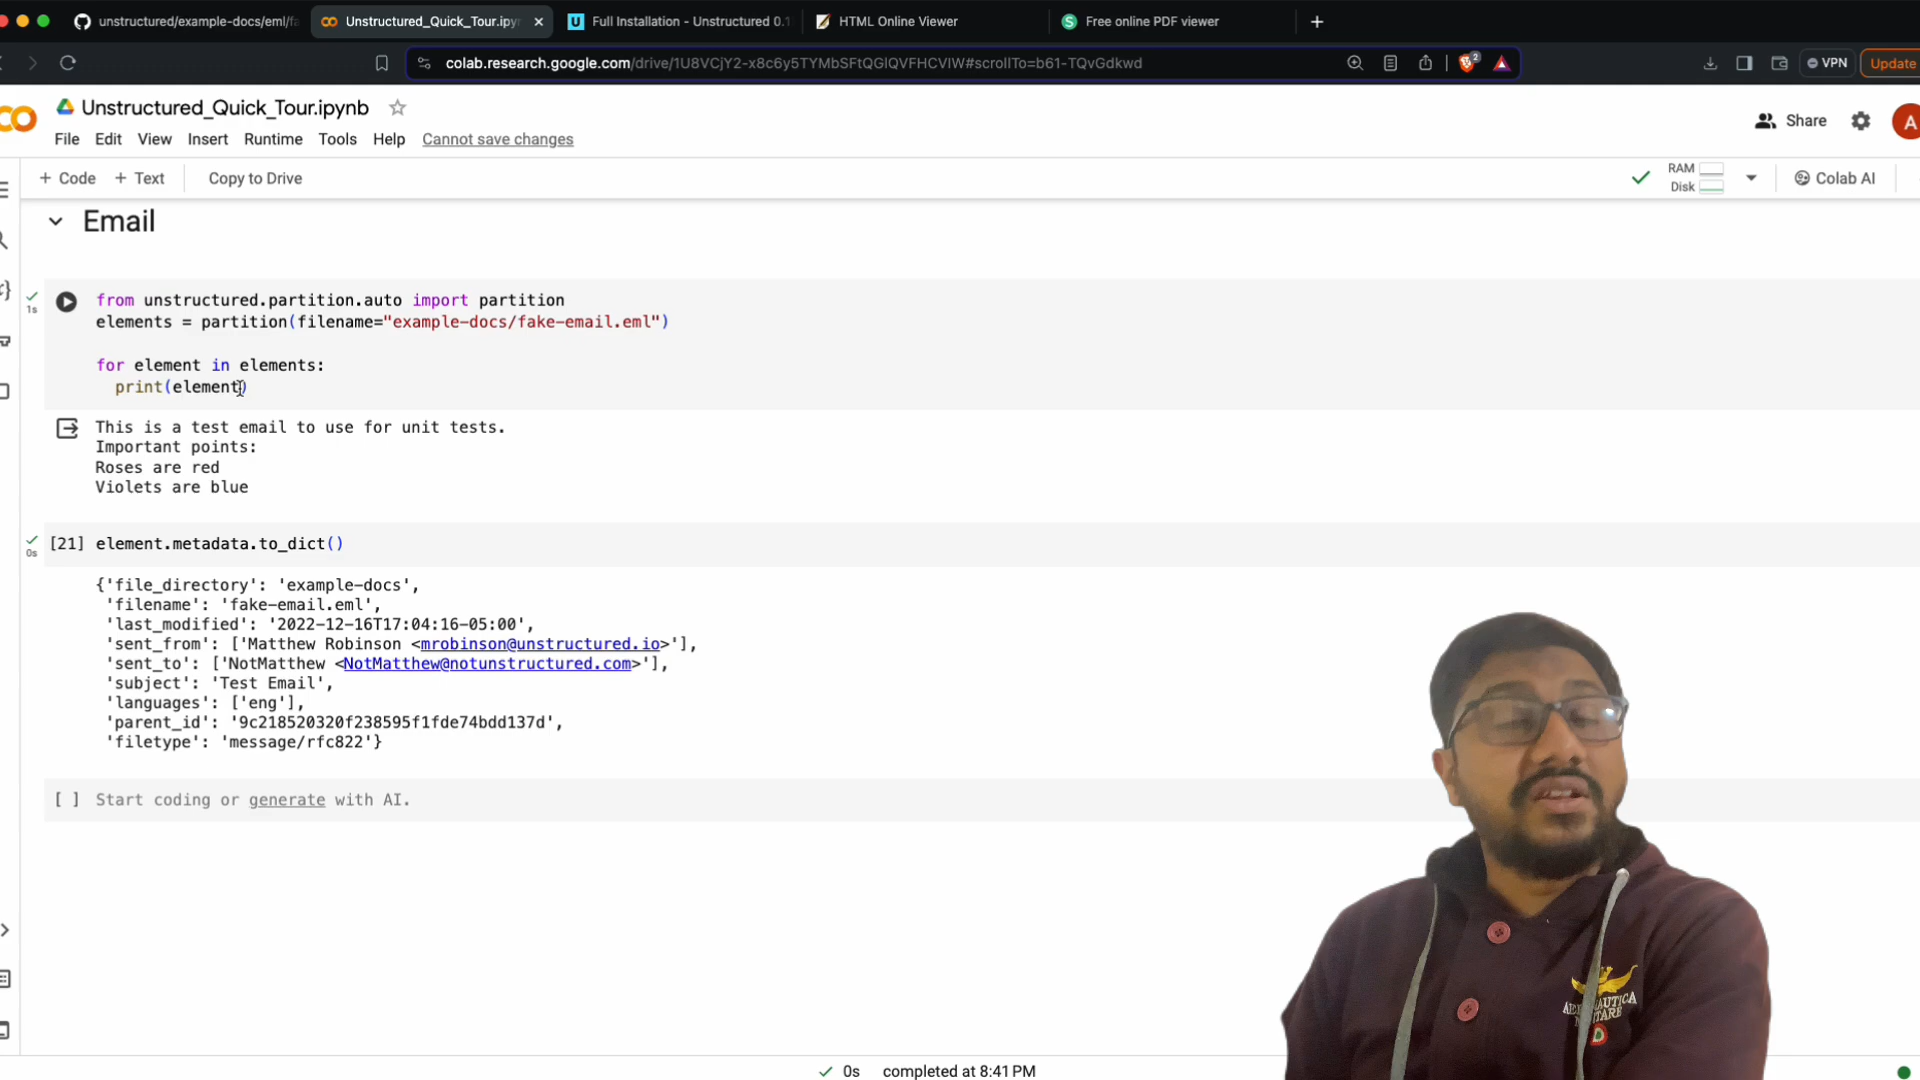 unstructured/example-docs/eml/fa
Unstructured_Quick_Tour.ipyn
Full Installation - Unstructured 0.1
HTML Online Viewer
Free online PDF viewer
colab.research.google.com/drive/1U8VCjY2-x8c6y5TYMbSFtQGlQVFHCVIW#scrollTo=b61-TQvGdkwd
2
VPN
Update
Unstructured_Quick_Tour.ipynb
Share
A
File Edit View Insert Runtime Tools Help Cannot save changes
+ Code + Text Copy to Drive
RAM
Disk
Colab AI
Email
1s
from unstructured.partition.auto import partition
elements = partition(filename="example-docs/fake-email.eml")
for element in elements:
print(element)
This is a test email to use for unit tests.
Important points:
Roses are red
Violets are blue
0s
[21] element.metadata.to_dict()
{'file_directory': 'example-docs',
'filename': 'fake-email.eml',
'last_modified': '2022-12-16T17:04:16-05:00',
'sent_from': ['Matthew Robinson <mrobinson@unstructured.io>'],
'sent_to': ['NotMatthew <NotMatthew@notunstructured.com>'],
'subject': 'Test Email',
'languages': ['eng'],
'parent_id': '9c218520320f238595f1fde74bdd137d',
'filetype': 'message/rfc822'}
[ ] Start coding or generate with AI.
0s completed at 8:41 PM